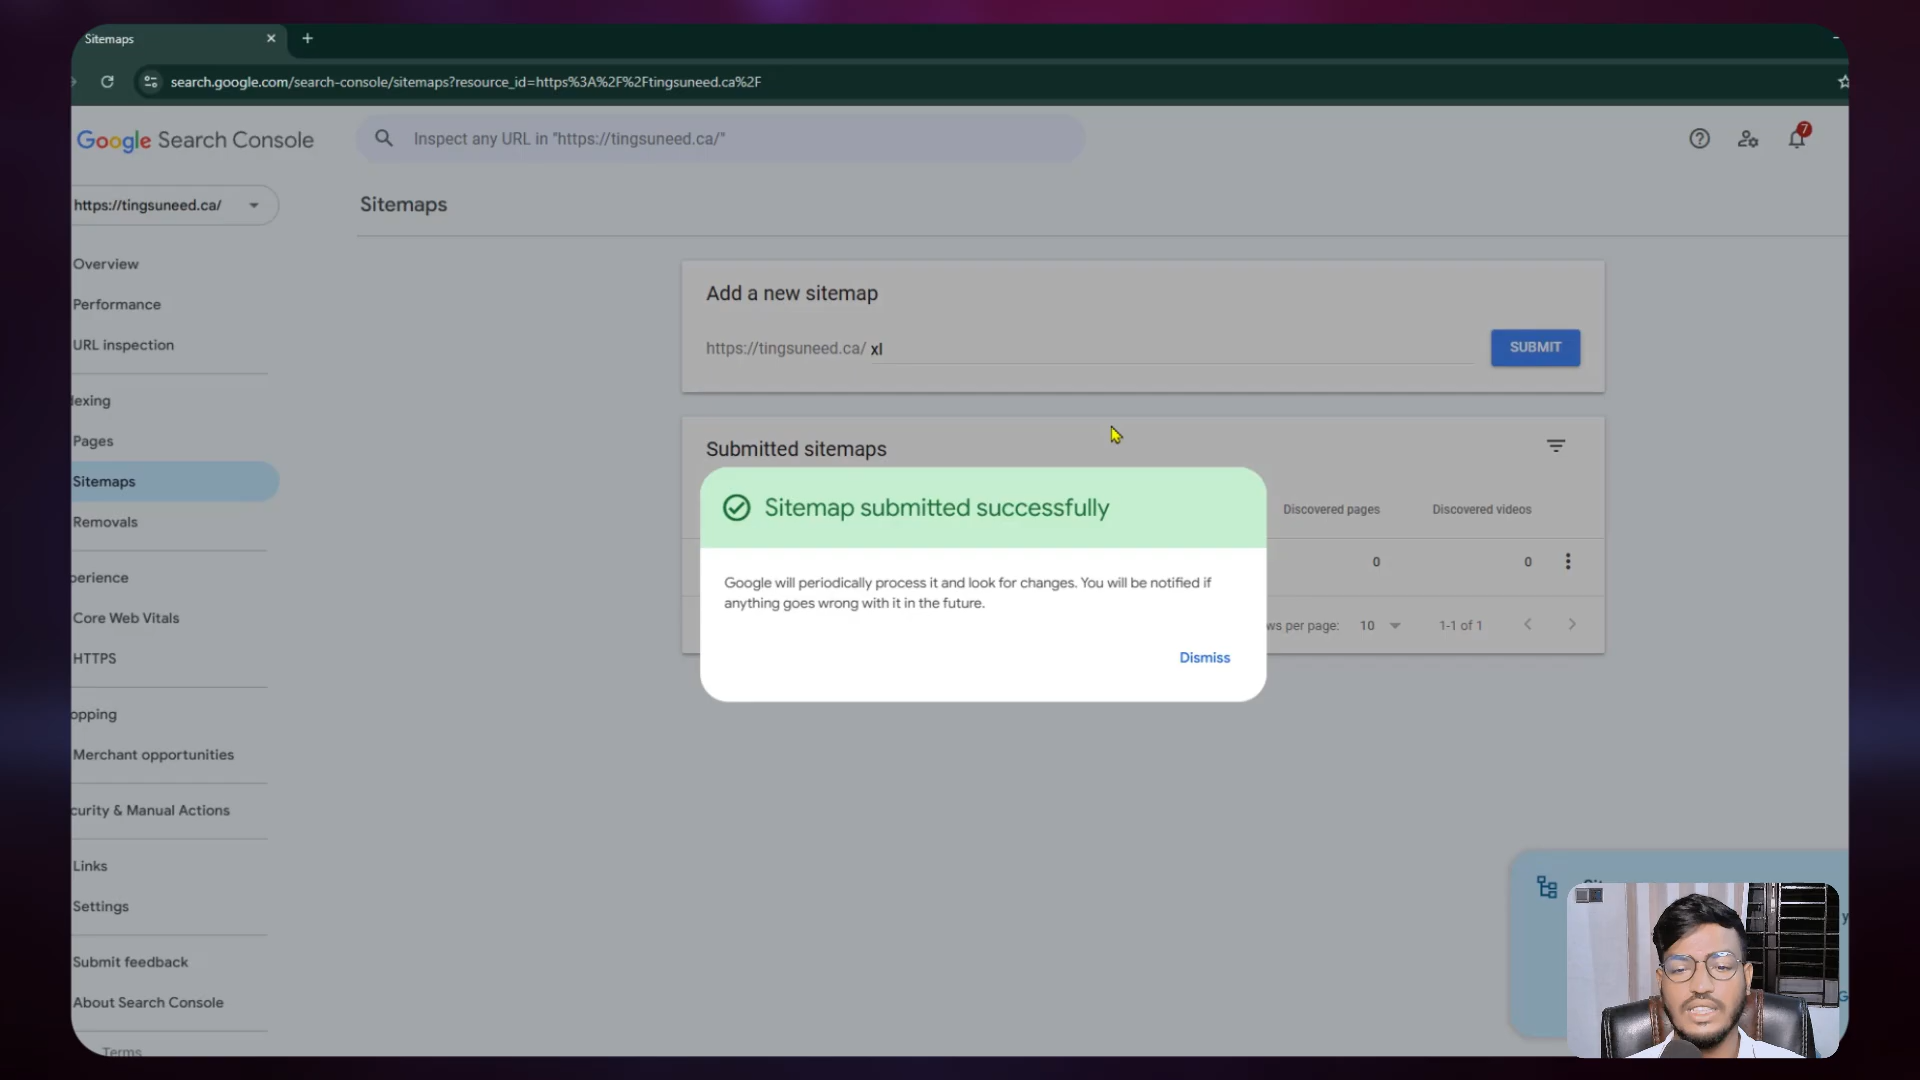 Sitemaps
search.google.com/search-console/sitemaps?resource_id=https%3A%2F%2Ftingsuneed.ca%2F
Google Search Console
Inspect any URL in "https://tingsuneed.ca/"
7
https://tingsuneed.ca/
Sitemaps
Overview
Performance
URL inspection
dexing
Pages
Sitemaps
Removals
perience
Core Web Vitals
HTTPS
opping
Merchant opportunities
curity & Manual Actions
Links
Settings
Submit feedback
About Search Console
Terms
Add a new sitemap
https://tingsuneed.ca/ xl
SUBMIT
Submitted sitemaps
Discovered pages
Discovered videos
0
0
ws per page: 10
1-1 of 1
Sitemap submitted successfully
Google will periodically process it and look for changes. You will be notified if
anything goes wrong with it in the future.
Dismiss